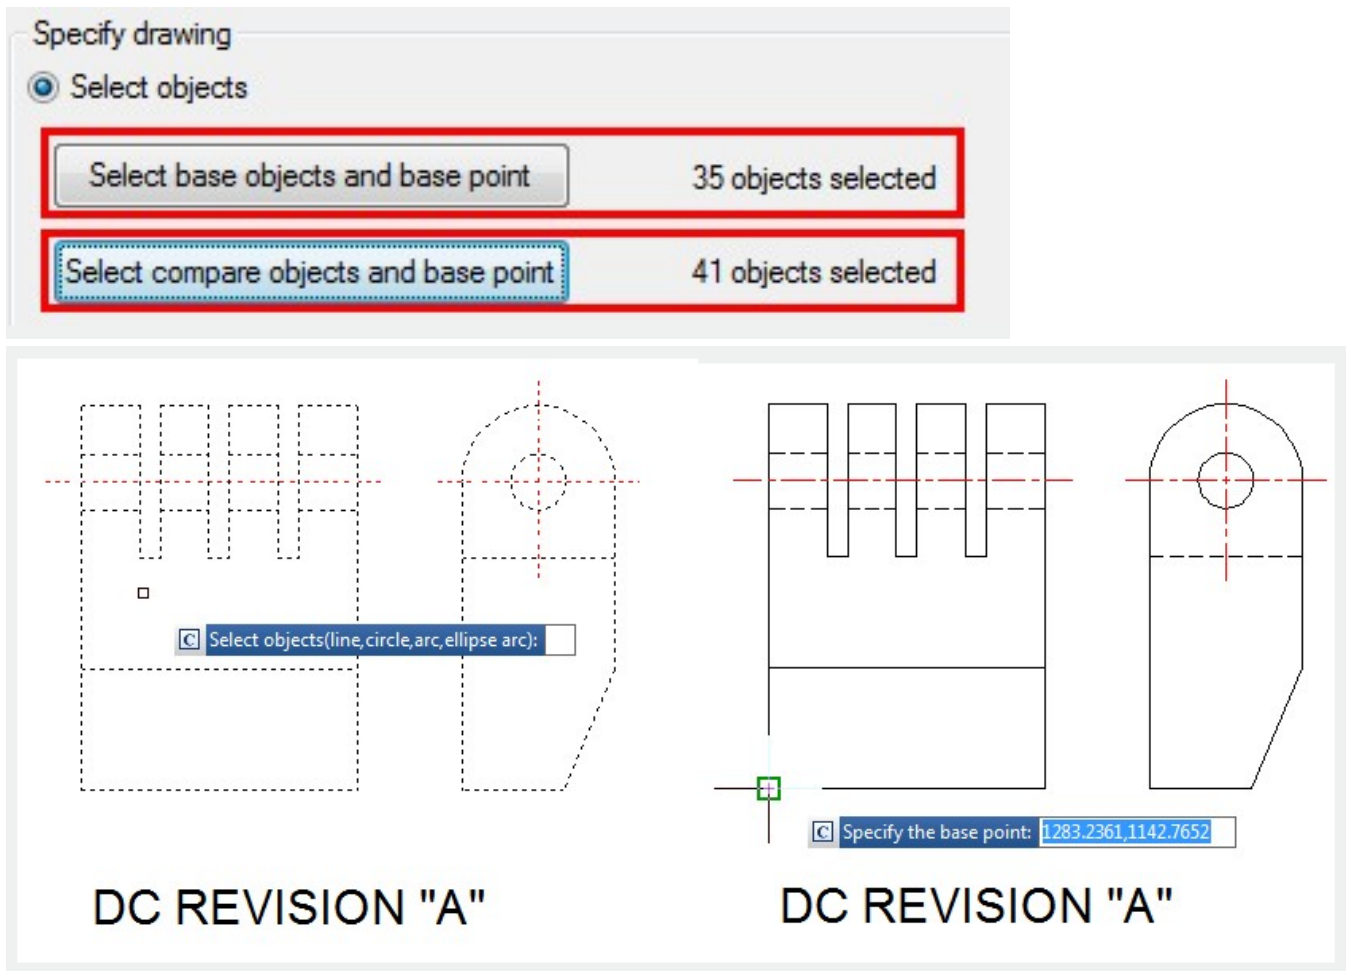 Specify drawing
Select objects
Select base objects and base point 35 objects selected
Select compare objects and base point 41 objects selected
C Select objects(line,circle,arc,ellipse arc):
C Specify the base point: 1283.2361,1142.7652
DC REVISION "A" DC REVISION "A"